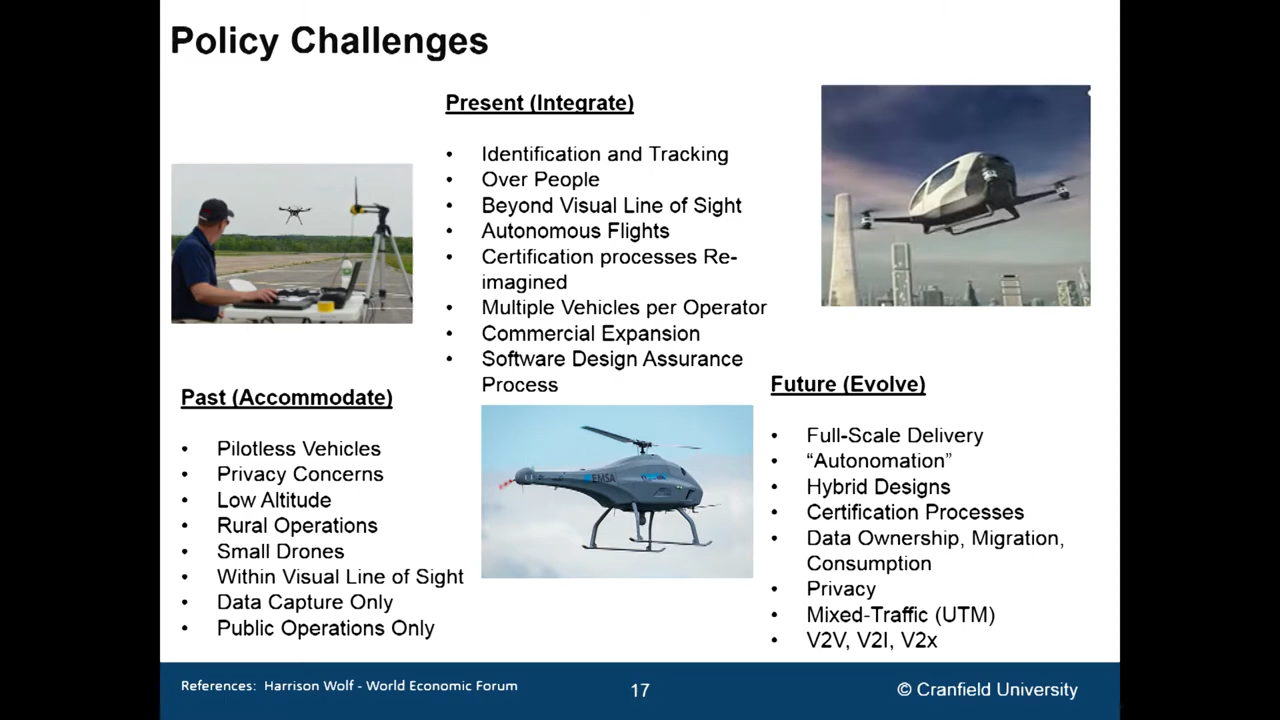 Policy Challenges
Present (Integrate)
• Identification and Tracking
• Over People
• Beyond Visual Line of Sight
• Autonomous Flights
• Certification processes Re-
imagined
• Multiple Vehicles per Operator
• Commercial Expansion
• Software Design Assurance
Process
Past (Accommodate)
• Pilotless Vehicles
• Privacy Concerns
• Low Altitude
• Rural Operations
• Small Drones
• Within Visual Line of Sight
• Data Capture Only
• Public Operations Only
EMSA
Future (Evolve)
• Full-Scale Delivery
• “Autonomation”
• Hybrid Designs
• Certification Processes
• Data Ownership, Migration,
Consumption
• Privacy
• Mixed-Traffic (UTM)
• V2V, V2I, V2x
References: Harrison Wolf - World Economic Forum
17
© Cranfield University